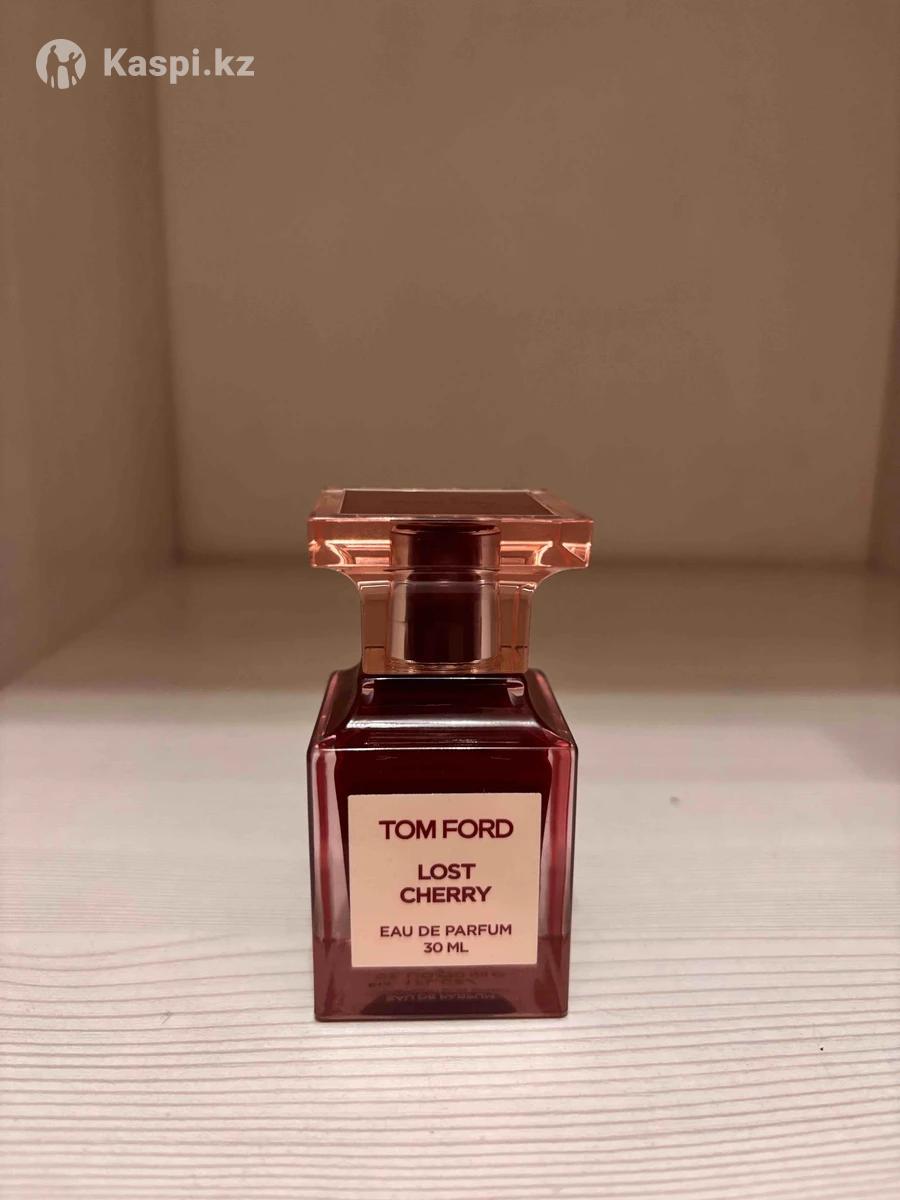 Kaspi.kz
TOM FORD
LOST
CHERRY
EAU DE PARFUM
30 ML